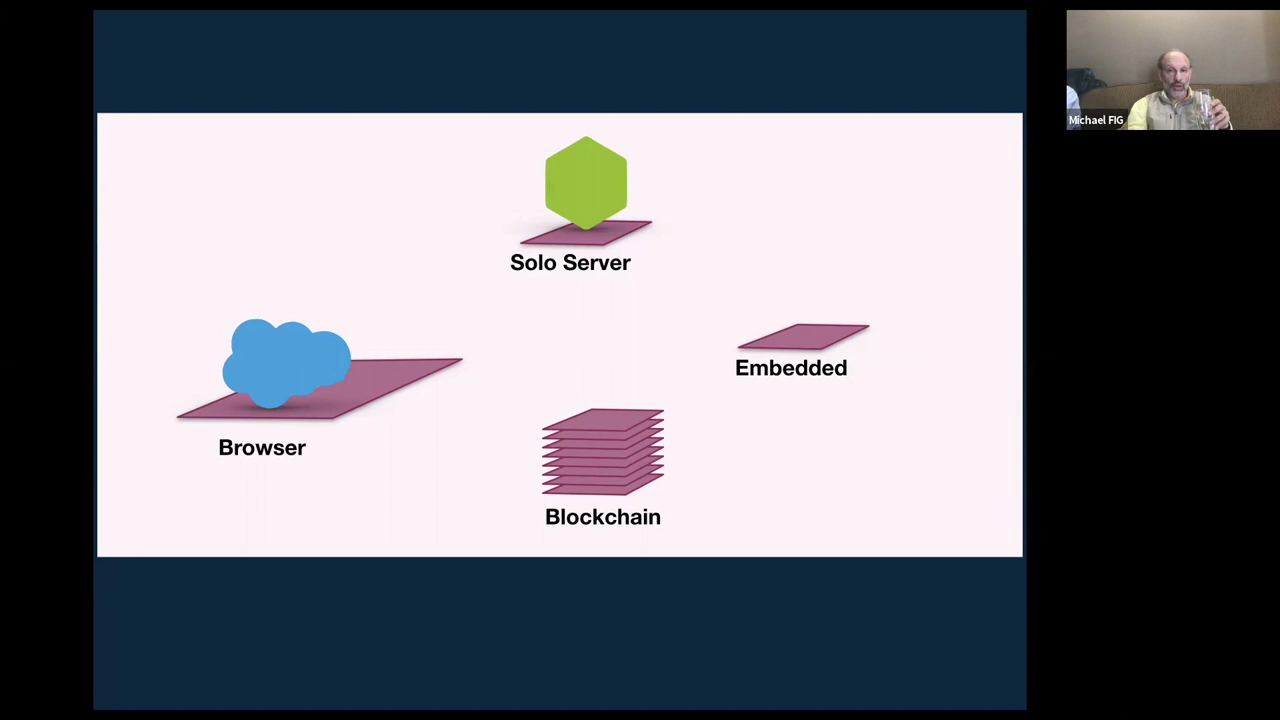 Solo Server
Embedded
Browser
Blockchain
Michael FIG